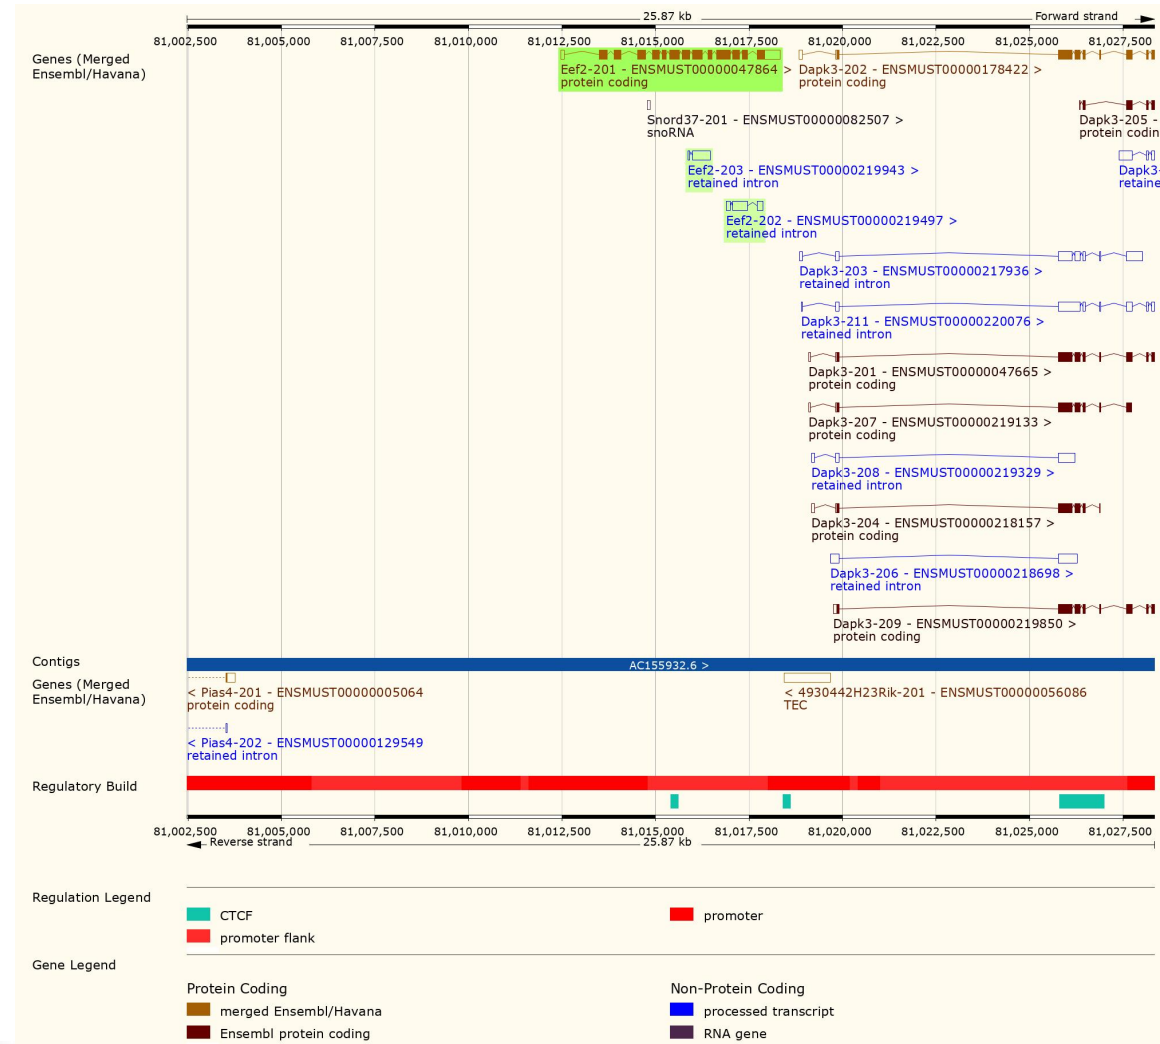 25.87 kb Forward strand
81,002,500 81,005,000 81,007,500 81,010,000 81,012,500 81,015,000 81,017,500 81,020,000 81,022,500 81,025,000 81,027,500
Genes (Merged
Ensembl/Havana)
Eef2-201 - ENSMUST00000047864 > Dapk3-202 - ENSMUST00000178422 >
protein coding protein coding
Snord37-201 - ENSMUST00000082507 > Dapk3-205 -
snoRNA protein codin
Eef2-203 - ENSMUST00000219943 > Dapk3-
retained intron retaine
Eef2-202 - ENSMUST00000219497 >
retained intron
Dapk3-203 - ENSMUST00000217936 >
retained intron
Dapk3-211 - ENSMUST00000220076 >
retained intron
Dapk3-201 - ENSMUST00000047665 >
protein coding
Dapk3-207 - ENSMUST00000219133 >
protein coding
Dapk3-208 - ENSMUST00000219329 >
retained intron
Dapk3-204 - ENSMUST00000218157 >
protein coding
Dapk3-206 - ENSMUST00000218698 >
retained intron
Dapk3-209 - ENSMUST00000219850 >
protein coding
Contigs AC155932.6 >
Genes (Merged
Ensembl/Havana)
< Pias4-201 - ENSMUST00000005064 < 4930442H23Rik-201 - ENSMUST00000056086
protein coding TEC
< Pias4-202 - ENSMUST00000129549
retained intron
Regulatory Build
81,002,500 81,005,000 81,007,500 81,010,000 81,012,500 81,015,000 81,017,500 81,020,000 81,022,500 81,025,000 81,027,500
Reverse strand 25.87 kb
Regulation Legend
CTCF promoter
promoter flank
Gene Legend
Protein Coding Non-Protein Coding
merged Ensembl/Havana processed transcript
Ensembl protein coding RNA gene